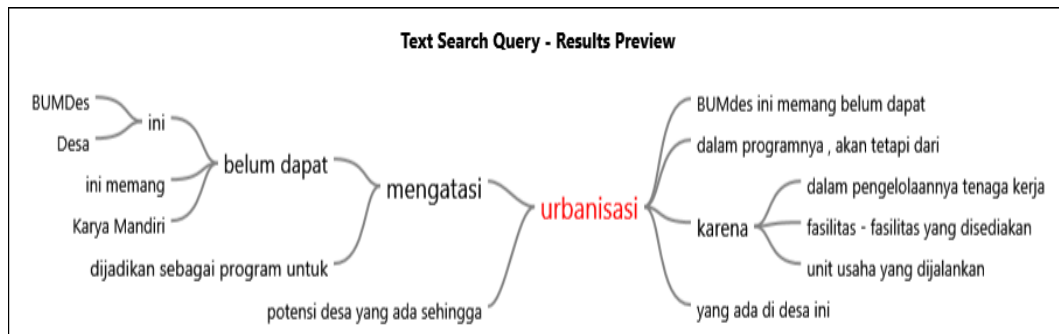 Text Search Query - Results Preview
BUMDes
Desa
ini
ini memang
Karya Mandiri
belum dapat
dijadikan sebagai program untuk
mengatasi
potensi desa yang ada sehingga
urbanisasi
BUMdes ini memang belum dapat
dalam programnya , akan tetapi dari
karena
dalam pengelolaannya tenaga kerja
fasilitas - fasilitas yang disediakan
unit usaha yang dijalankan
yang ada di desa ini